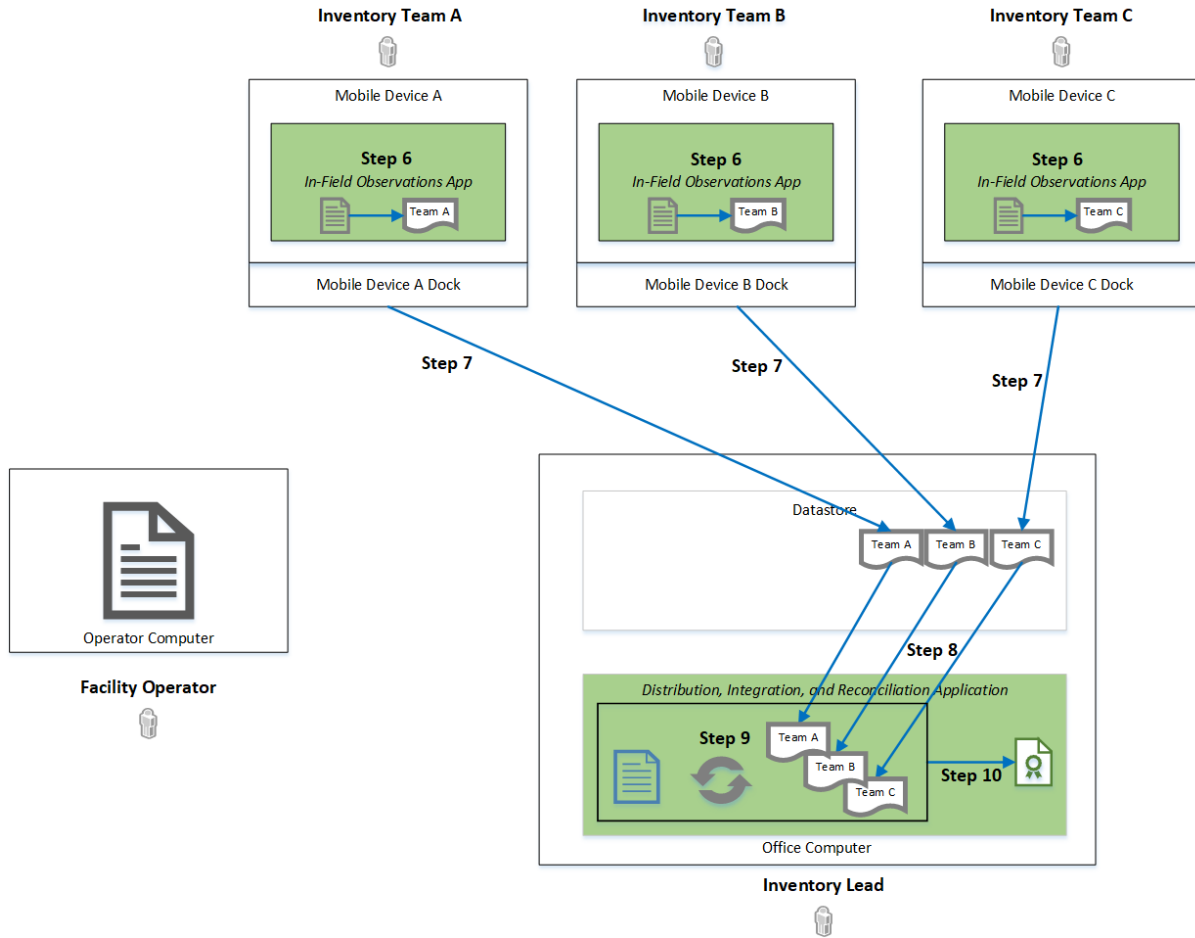 Inventory Team A
Inventory Team B
Inventory Team C
Mobile Device A
Mobile Device B
Mobile Device C
Step 6
In-Field Observations App
Team A
Step 6
In-Field Observations App
Team B
Step 6
In-Field Observations App
Team C
Mobile Device A Dock
Mobile Device B Dock
Mobile Device C Dock
Step 7
Step 7
Step 7
Datastore
Team A
Team B
Team C
Operator Computer
Facility Operator
Step 8
Distribution, Integration, and Reconciliation Application
Step 9
Team A
Team B
Team C
Step 10
Office Computer
Inventory Lead